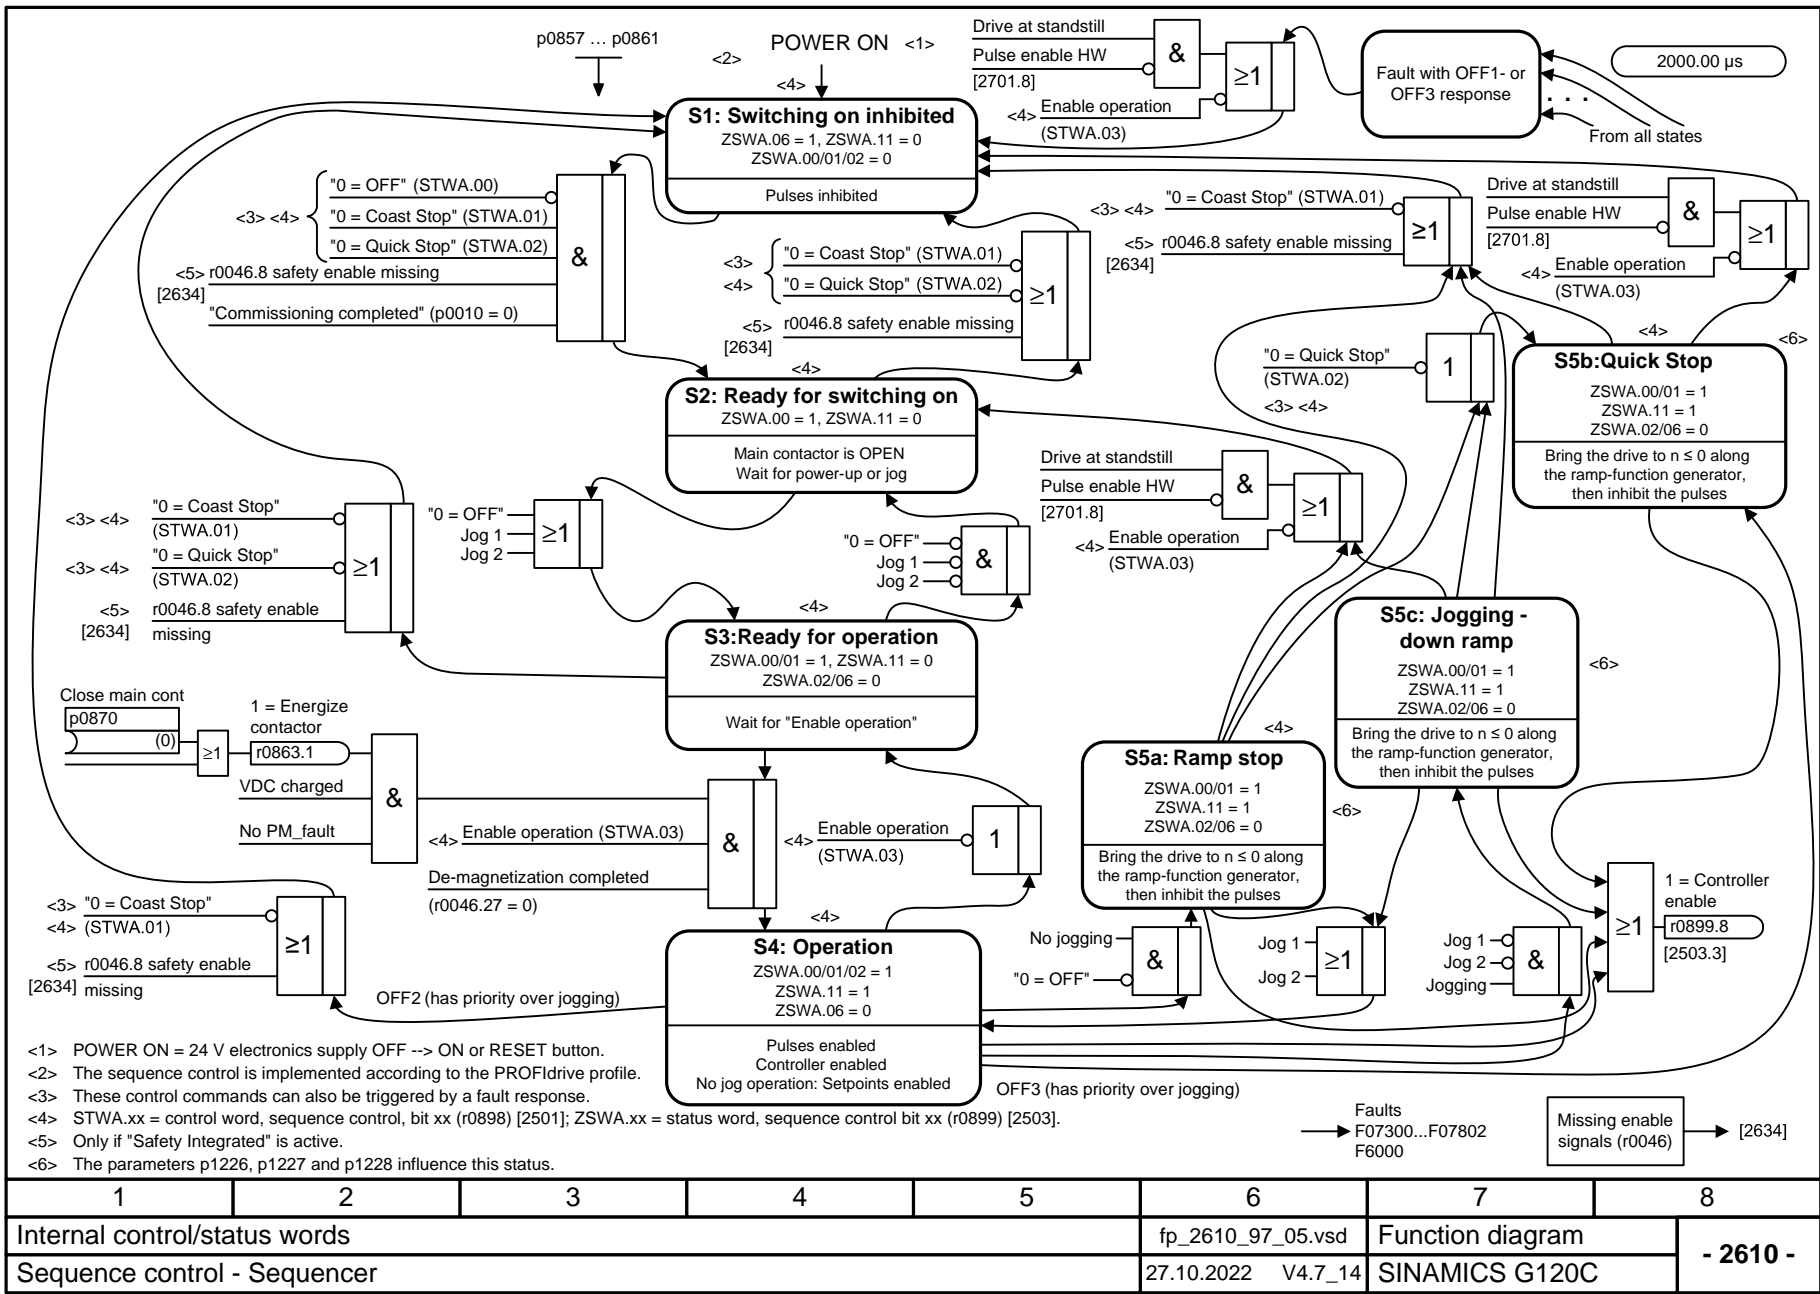 p0857 ... p0861
<2>
POWER ON <1>
<4>
S1: Switching on inhibited
ZSWA.06 = 1, ZSWA.11 = 0
ZSWA.00/01/02 = 0
Pulses inhibited
Drive at standstill
Pulse enable HW
[2701.8]
&
≥1
<4> Enable operation
(STWA.03)
Fault with OFF1- or
OFF3 response
. . .
From all states
2000.00 µs
<3> <4>
"0 = OFF" (STWA.00)
"0 = Coast Stop" (STWA.01)
"0 = Quick Stop" (STWA.02)
<5> r0046.8 safety enable missing
[2634]
"Commissioning completed" (p0010 = 0)
&
<3>
<4>
"0 = Coast Stop" (STWA.01)
"0 = Quick Stop" (STWA.02)
<5> r0046.8 safety enable missing
[2634]
≥1
<3> <4> "0 = Coast Stop" (STWA.01)
<5> r0046.8 safety enable missing
[2634]
≥1
Drive at standstill
Pulse enable HW
[2701.8]
&
≥1
<4> Enable operation
(STWA.03)
"0 = Quick Stop"
(STWA.02)
<3> <4>
1
<4>
<6>
S5b:Quick Stop
ZSWA.00/01 = 1
ZSWA.11 = 1
ZSWA.02/06 = 0
Bring the drive to n ≤ 0 along
the ramp-function generator,
then inhibit the pulses
<4>
S2: Ready for switching on
ZSWA.00 = 1, ZSWA.11 = 0
Main contactor is OPEN
Wait for power-up or jog
"0 = OFF"
Jog 1
Jog 2
≥1
"0 = OFF"
Jog 1
Jog 2
&
Drive at standstill
Pulse enable HW
[2701.8]
&
≥1
<4> Enable operation
(STWA.03)
<3> <4> "0 = Coast Stop"
(STWA.01)
<3> <4> "0 = Quick Stop"
(STWA.02)
<5> r0046.8 safety enable
[2634] missing
≥1
<4>
S3:Ready for operation
ZSWA.00/01 = 1, ZSWA.11 = 0
ZSWA.02/06 = 0
Wait for "Enable operation"
S5c: Jogging -
down ramp
ZSWA.00/01 = 1
ZSWA.11 = 1
ZSWA.02/06 = 0
Bring the drive to n ≤ 0 along
the ramp-function generator,
then inhibit the pulses
<6>
Close main cont
p0870
(0)
≥1
1 = Energize
contactor
r0863.1
VDC charged
No PM_fault
&
<4> Enable operation (STWA.03)
De-magnetization completed
(r0046.27 = 0)
&
<4> Enable operation
(STWA.03)
1
<4>
S5a: Ramp stop
ZSWA.00/01 = 1
ZSWA.11 = 1
ZSWA.02/06 = 0
Bring the drive to n ≤ 0 along
the ramp-function generator,
then inhibit the pulses
<6>
<3> "0 = Coast Stop"
<4> (STWA.01)
<5> r0046.8 safety enable
[2634] missing
≥1
OFF2 (has priority over jogging)
<4>
S4: Operation
ZSWA.00/01/02 = 1
ZSWA.11 = 1
ZSWA.06 = 0
Pulses enabled
Controller enabled
No jog operation: Setpoints enabled
No jogging
"0 = OFF"
&
Jog 1
Jog 2
≥1
Jog 1
Jog 2
Jogging
&
≥1
1 = Controller
enable
r0899.8
[2503.3]
OFF3 (has priority over jogging)
<1> POWER ON = 24 V electronics supply OFF --> ON or RESET button.
<2> The sequence control is implemented according to the PROFIdrive profile.
<3> These control commands can also be triggered by a fault response.
<4> STWA.xx = control word, sequence control, bit xx (r0898) [2501]; ZSWA.xx = status word, sequence control bit xx (r0899) [2503].
<5> Only if "Safety Integrated" is active.
<6> The parameters p1226, p1227 and p1228 influence this status.
Faults
F07300...F07802
F6000
Missing enable
signals (r0046)
[2634]
1 2 3 4 5 6 7 8
Internal control/status words
fp_2610_97_05.vsd
Function diagram
- 2610 -
Sequence control - Sequencer
27.10.2022 V4.7_14
SINAMICS G120C